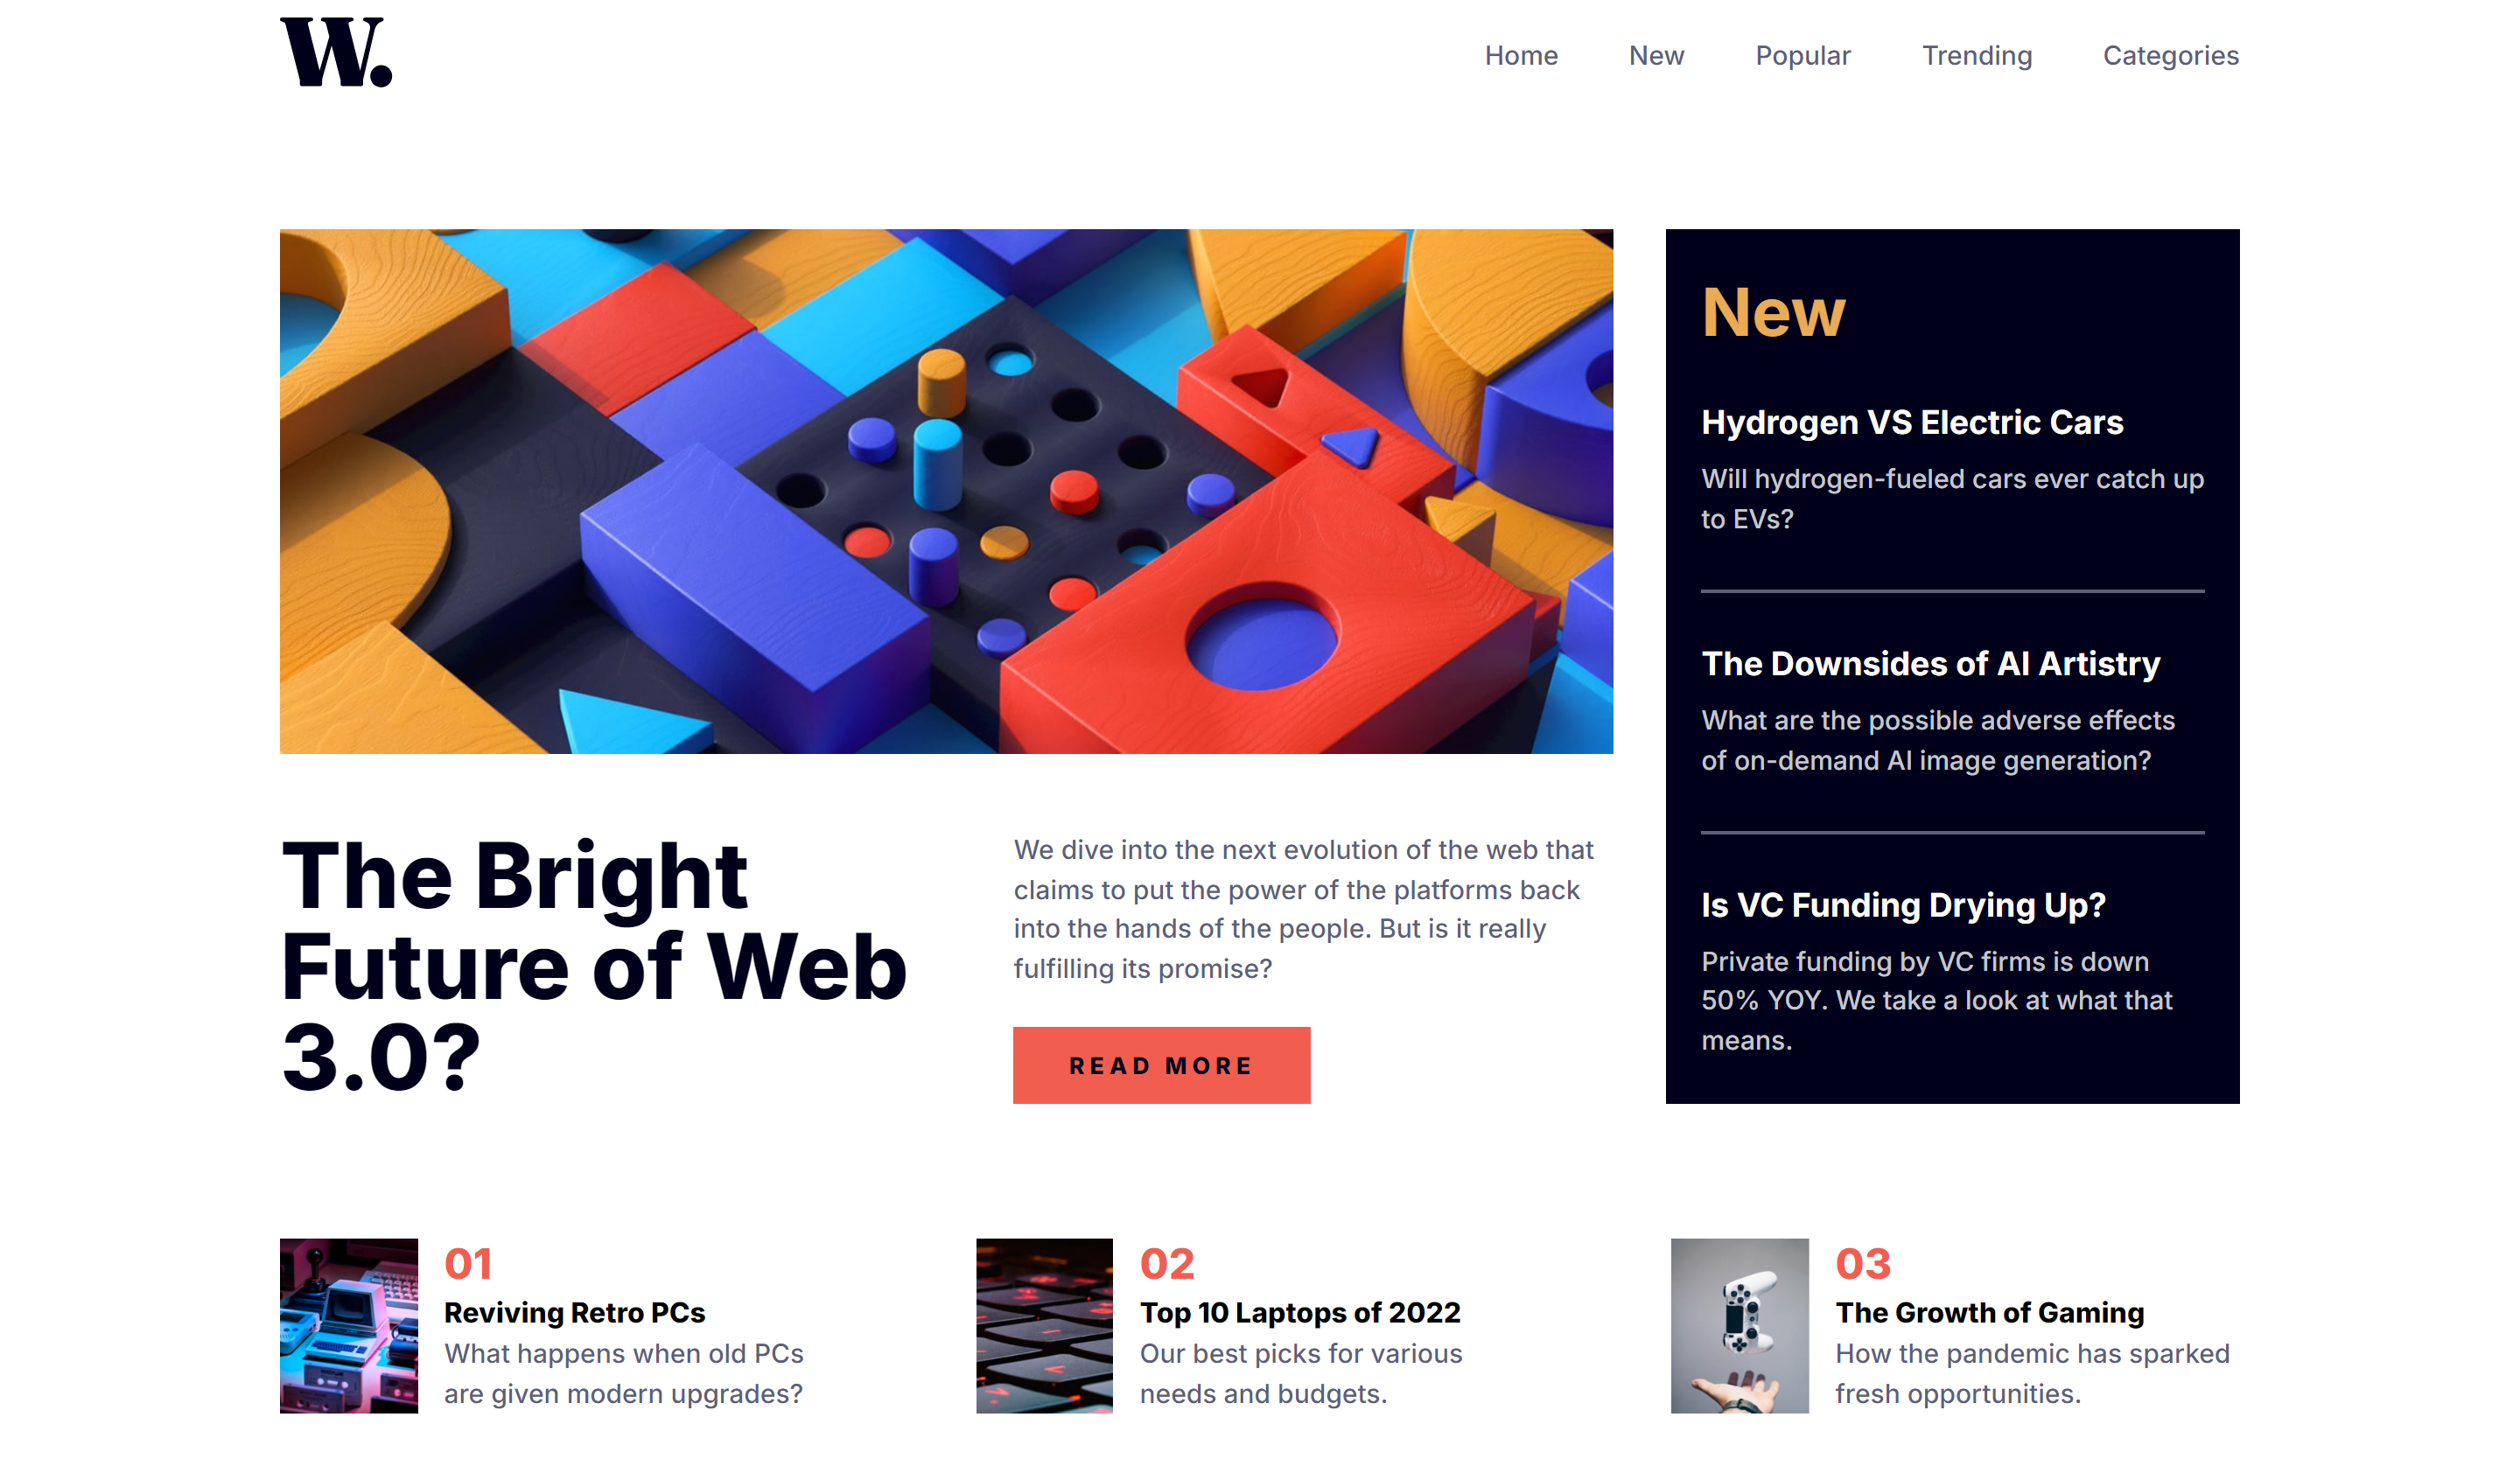 W.
Home New Popular Trending Categories
The Bright
Future of Web
3.0?
We dive into the next evolution of the web that
claims to put the power of the platforms back
into the hands of the people. But is it really
fulfilling its promise?
READ MORE
New
Hydrogen VS Electric Cars
Will hydrogen-fueled cars ever catch up
to EVs?
The Downsides of AI Artistry
What are the possible adverse effects
of on-demand AI image generation?
Is VC Funding Drying Up?
Private funding by VC firms is down
50% YOY. We take a look at what that
means.
01
Reviving Retro PCs
What happens when old PCs
are given modern upgrades?
02
Top 10 Laptops of 2022
Our best picks for various
needs and budgets.
03
The Growth of Gaming
How the pandemic has sparked
fresh opportunities.